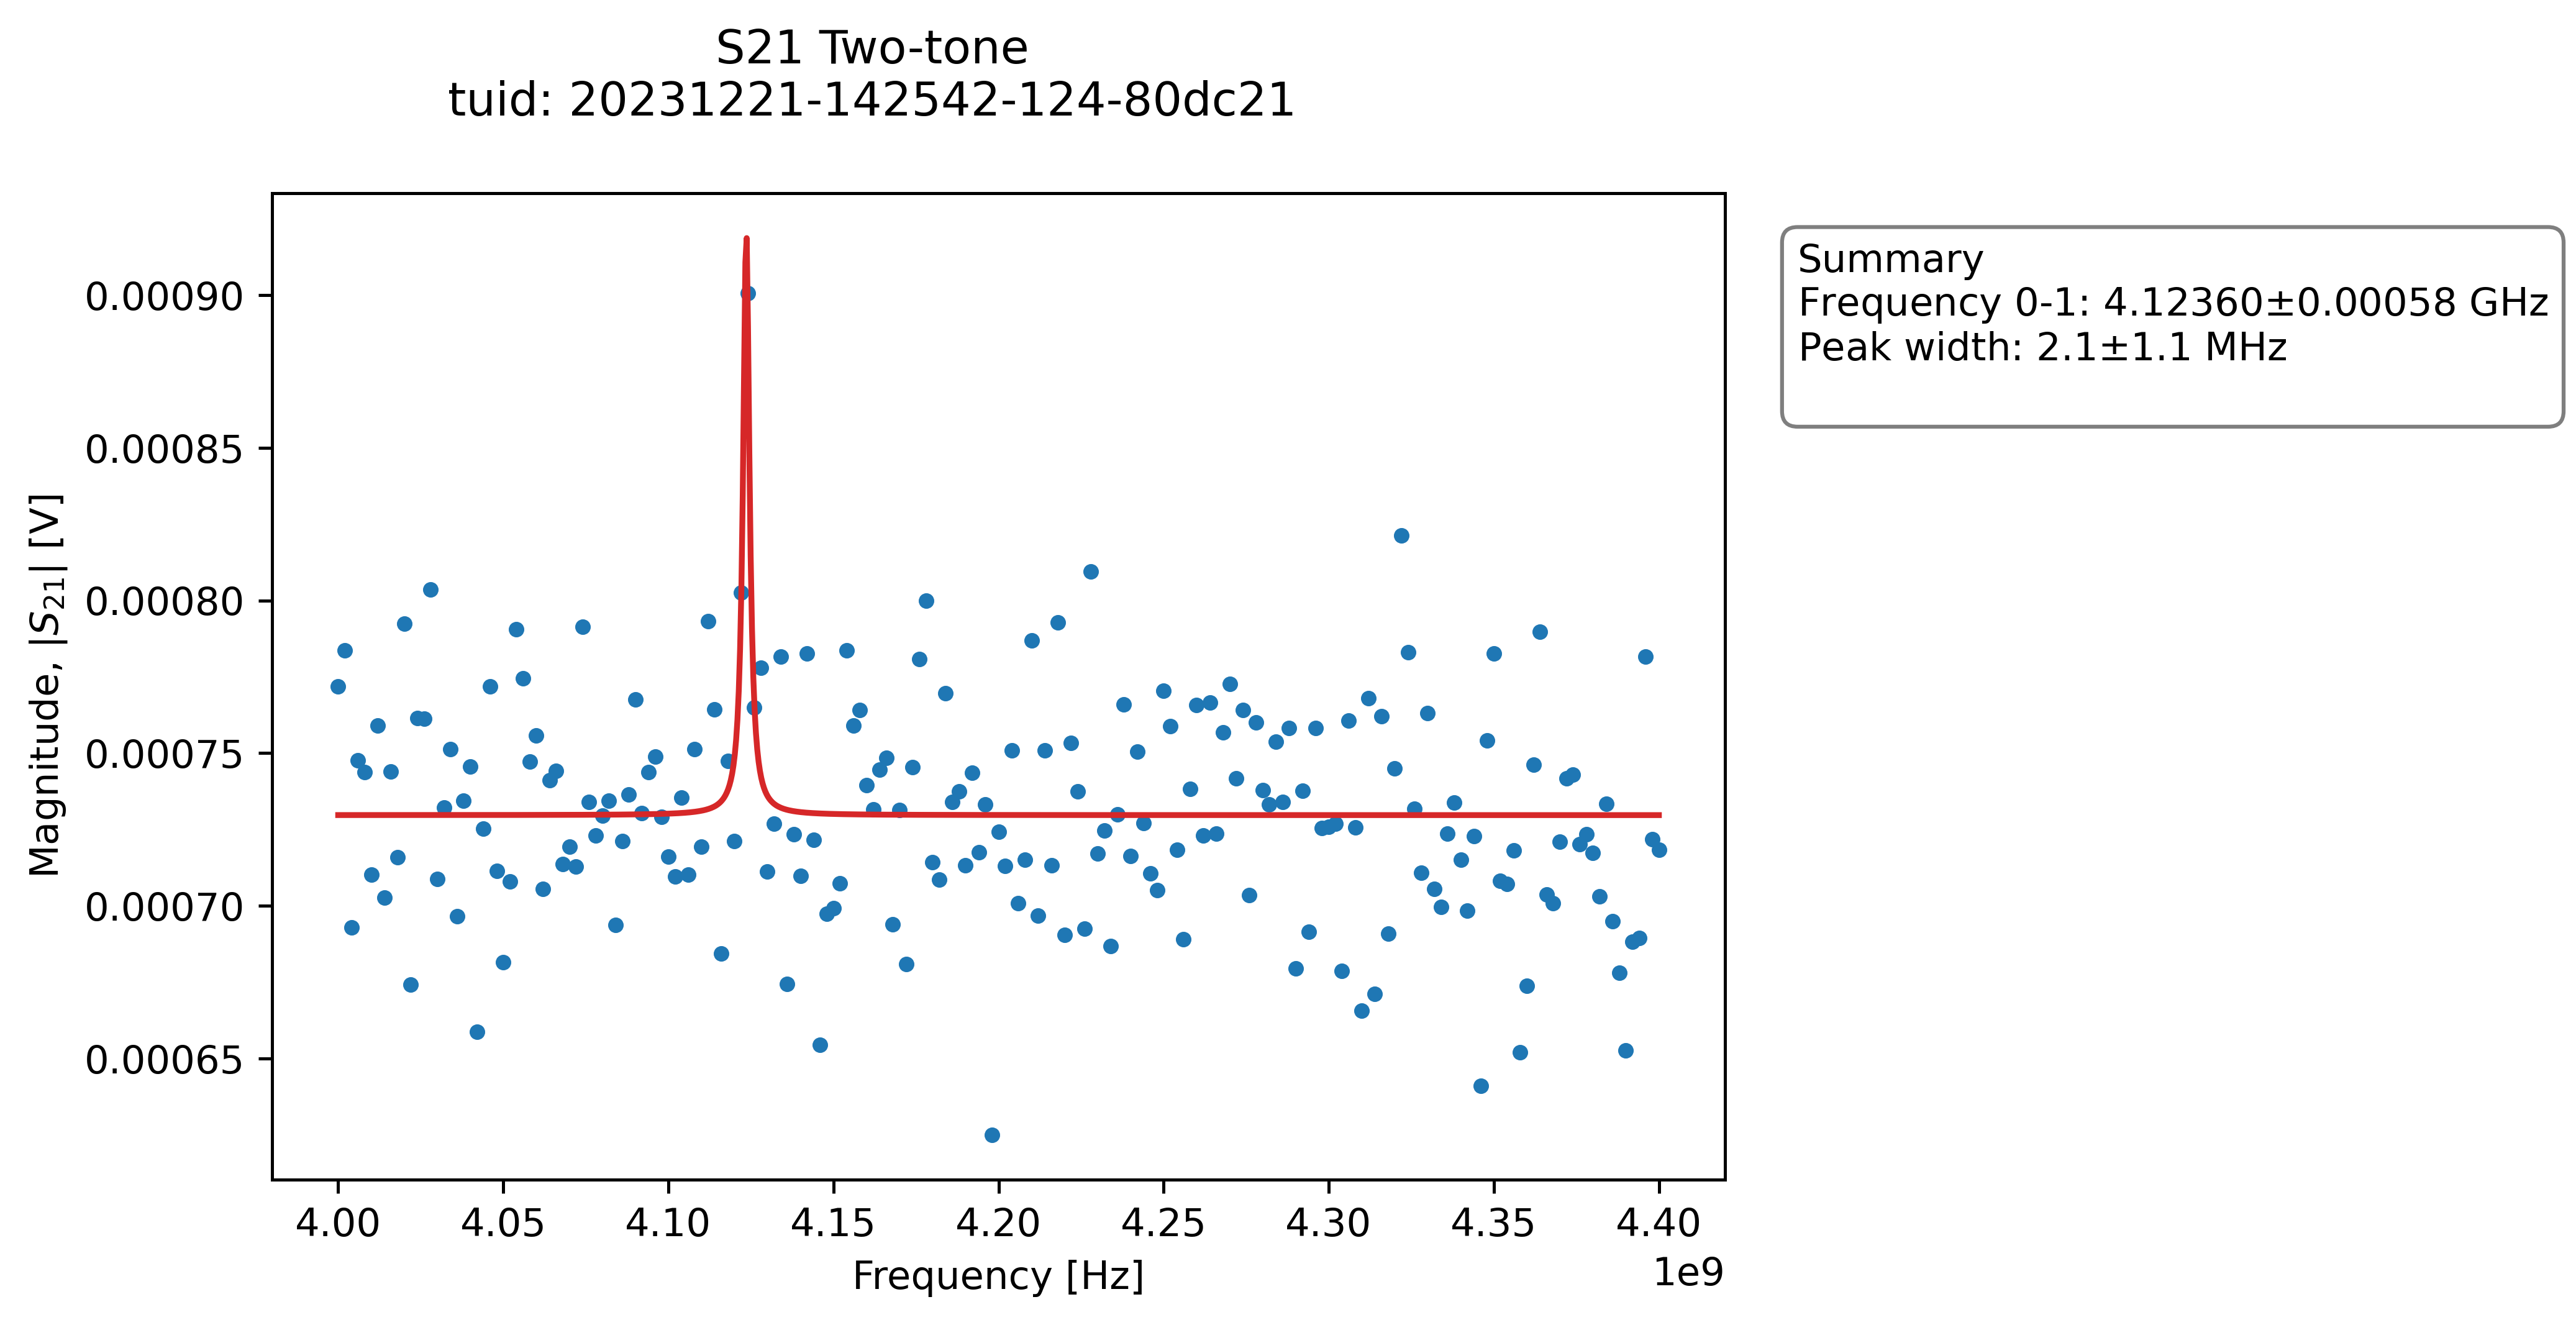 S21 Two-tone
tuid: 20231221-142542-124-80dc21
Summary
Frequency 0-1: 4.12360±0.00058 GHz
Peak width: 2.1±1.1 MHz
Magnitude, |S₂₁| [V]
0.00090
0.00085
0.00080
0.00075
0.00070
0.00065
4.00 4.05 4.10 4.15 4.20 4.25 4.30 4.35 4.40
1e9
Frequency [Hz]